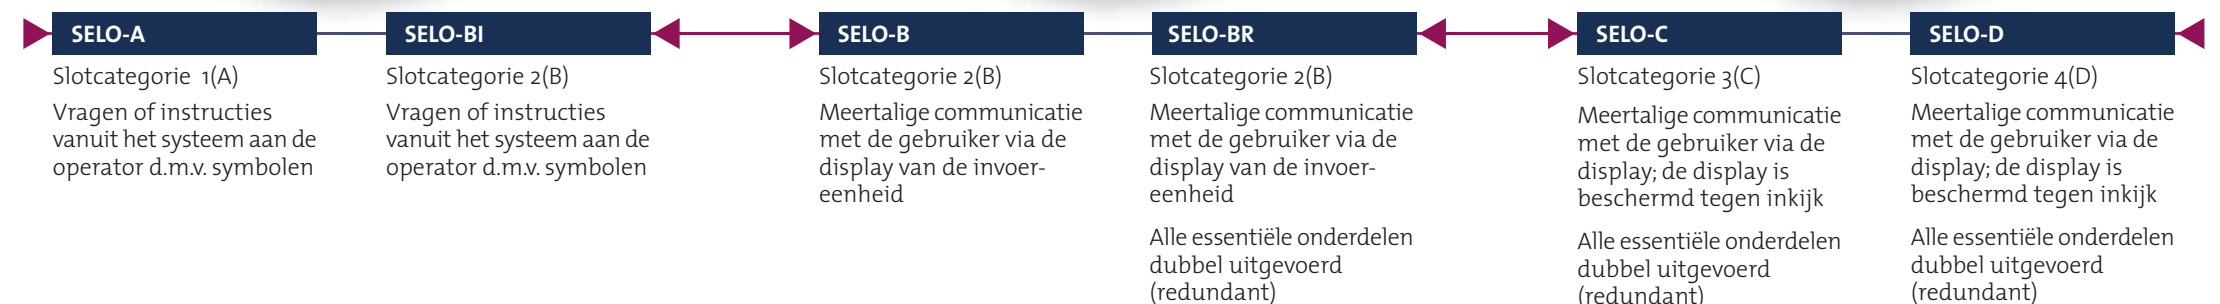 SELO-A
Slotcategorie 1(A)
Vragen of instructies
vanuit het systeem aan de
operator d.m.v. symbolen
SELO-BI
Slotcategorie 2(B)
Vragen of instructies
vanuit het systeem aan de
operator d.m.v. symbolen
SELO-B
Slotcategorie 2(B)
Meertalige communicatie
met de gebruiker via de
display van de invoer-
eenheid
SELO-BR
Slotcategorie 2(B)
Meertalige communicatie
met de gebruiker via de
display van de invoer-
eenheid
Alle essentiële onderdelen
dubbel uitgevoerd
(redundant)
SELO-C
Slotcategorie 3(C)
Meertalige communicatie
met de gebruiker via de
display; de display is
beschermd tegen inkijk
Alle essentiële onderdelen
dubbel uitgevoerd
(redundant)
SELO-D
Slotcategorie 4(D)
Meertalige communicatie
met de gebruiker via de
display; de display is
beschermd tegen inkijk
Alle essentiële onderdelen
dubbel uitgevoerd
(redundant)